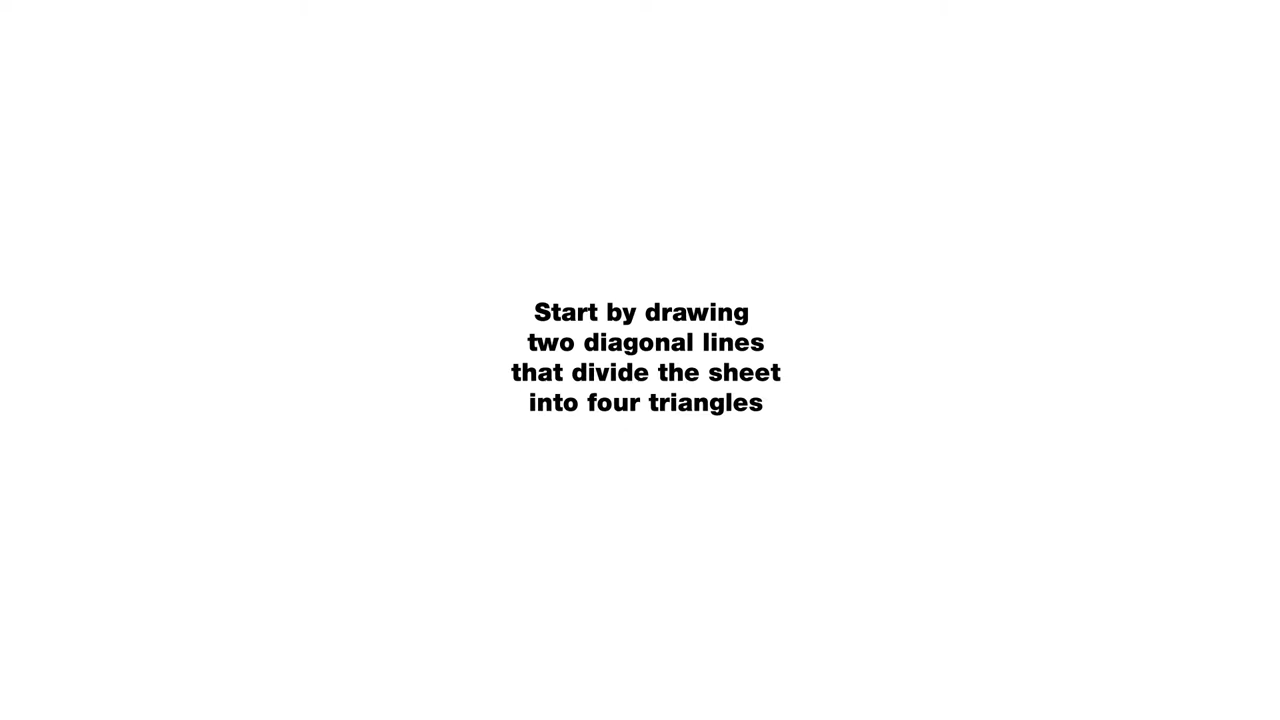 Start by drawing
two diagonal lines
that divide the sheet
into four triangles